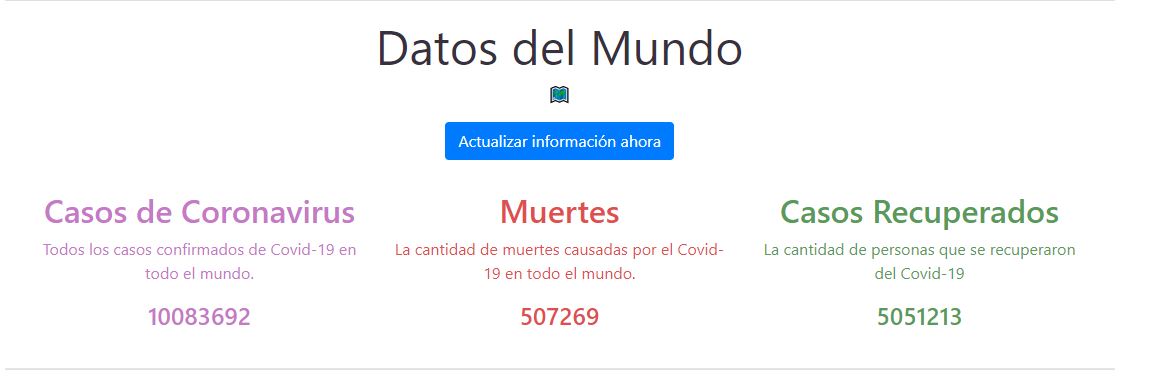 Datos del Mundo
Actualizar información ahora
Casos de Coronavirus
Todos los casos confirmados de Covid-19 en
todo el mundo.
10083692
Muertes
La cantidad de muertes causadas por el Covid-
19 en todo el mundo.
507269
Casos Recuperados
La cantidad de personas que se recuperaron
del Covid-19
5051213